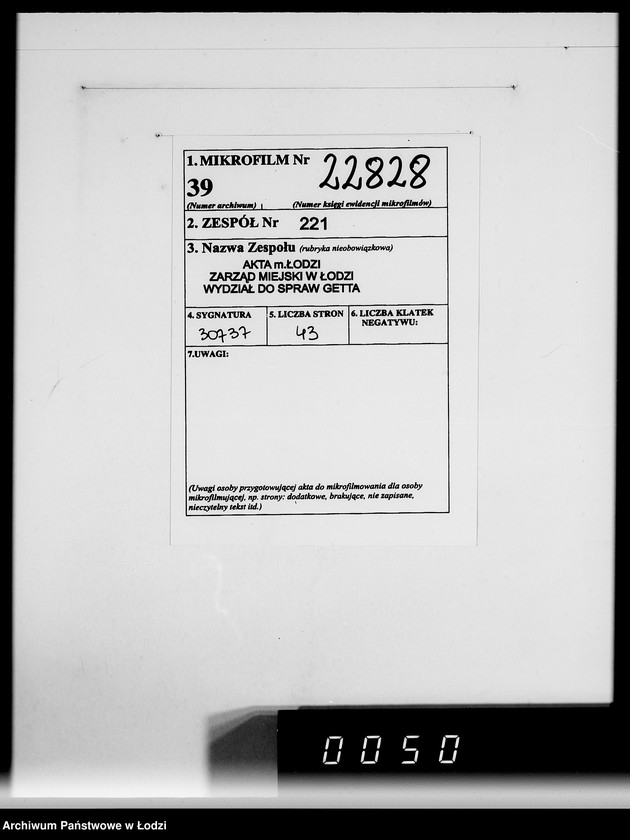 1. MIKROFILM Nr 22828
39
(Numer archiwum) (Numer księgi ewidencji mikrofilmów)
2. ZESPÓŁ Nr 221
3. Nazwa Zespołu (rubryka nieobowiązkowa)
AKTA m.ŁODZI
ZARZĄD MIEJSKI W ŁODZI
WYDZIAŁ DO SPRAW GETTA
4. SYGNATURA 5. LICZBA STRON 6. LICZBA KLATEK
NEGATYWU:
30737 43
7.UWAGI:
(Uwagi osoby przygotowującej akta do mikrofilmowania dla osoby
mikrofilmującej, np. strony: dodatkowe, brakujące, nie zapisane,
nieczytelny tekst itd.)
0050
Archiwum Państwowe w Łodzi